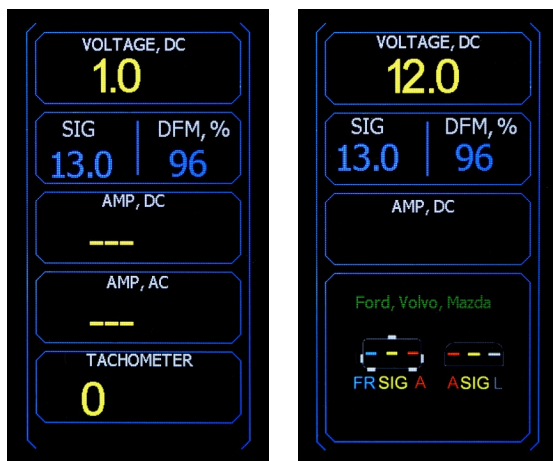 VOLTAGE, DC
1.0
SIG DFM, %
13.0 96
AMP, DC
---
AMP, AC
---
TACHOMETER
0
VOLTAGE, DC
12.0
SIG DFM, %
13.0 96
AMP, DC
Ford, Volvo, Mazda
FR SIG A A SIG L